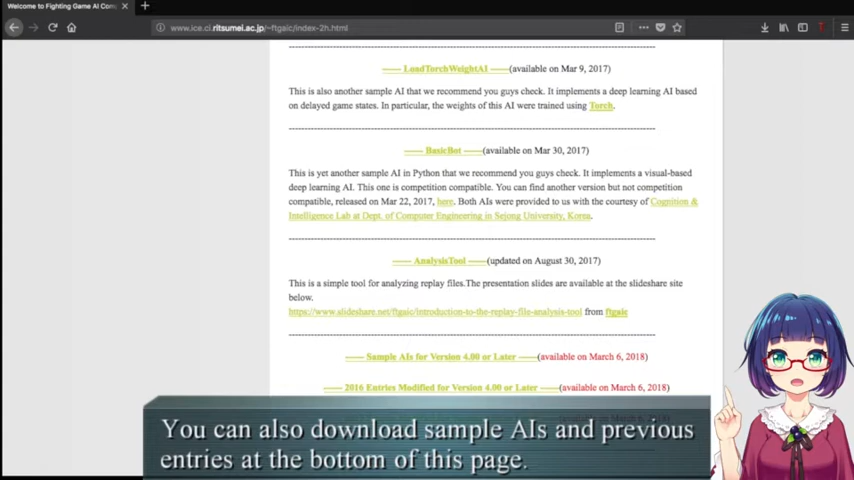 Welcome to Fighting Game AI Com
www.ice.ci.ritsumei.ac.jp/~ftgaic/index-2h.html
------ LoadTorchWeightAI ------(available on Mar 9, 2017)
This is also another sample AI that we recommend you guys check. It implements a deep learning AI based
on delayed game states. In particular, the weights of this AI were trained using Torch.
------ BasicBot ------(available on Mar 30, 2017)
This is yet another sample AI in Python that we recommend you guys check. It implements a visual-based
deep learning AI. This one is competition compatible. You can find another version but not competition
compatible, released on Mar 22, 2017, here. Both AIs were provided to us with the courtesy of Cognition &
Intelligence Lab at Dept. of Computer Engineering in Sejong University, Korea.
------ AnalysisTool ------(updated on August 30, 2017)
This is a simple tool for analyzing replay files.The presentation slides are available at the slideshare site
below.
https://www.slideshare.net/ftgaic/introduction-to-the-replay-file-analysis-tool from ftgaic
------ Sample AIs for Version 4.00 or Later ------(available on March 6, 2018)
------ 2016 Entries Modified for Version 4.00 or Later ------(available on March 6, 2018)
You can also download sample AIs and previous
entries at the bottom of this page.